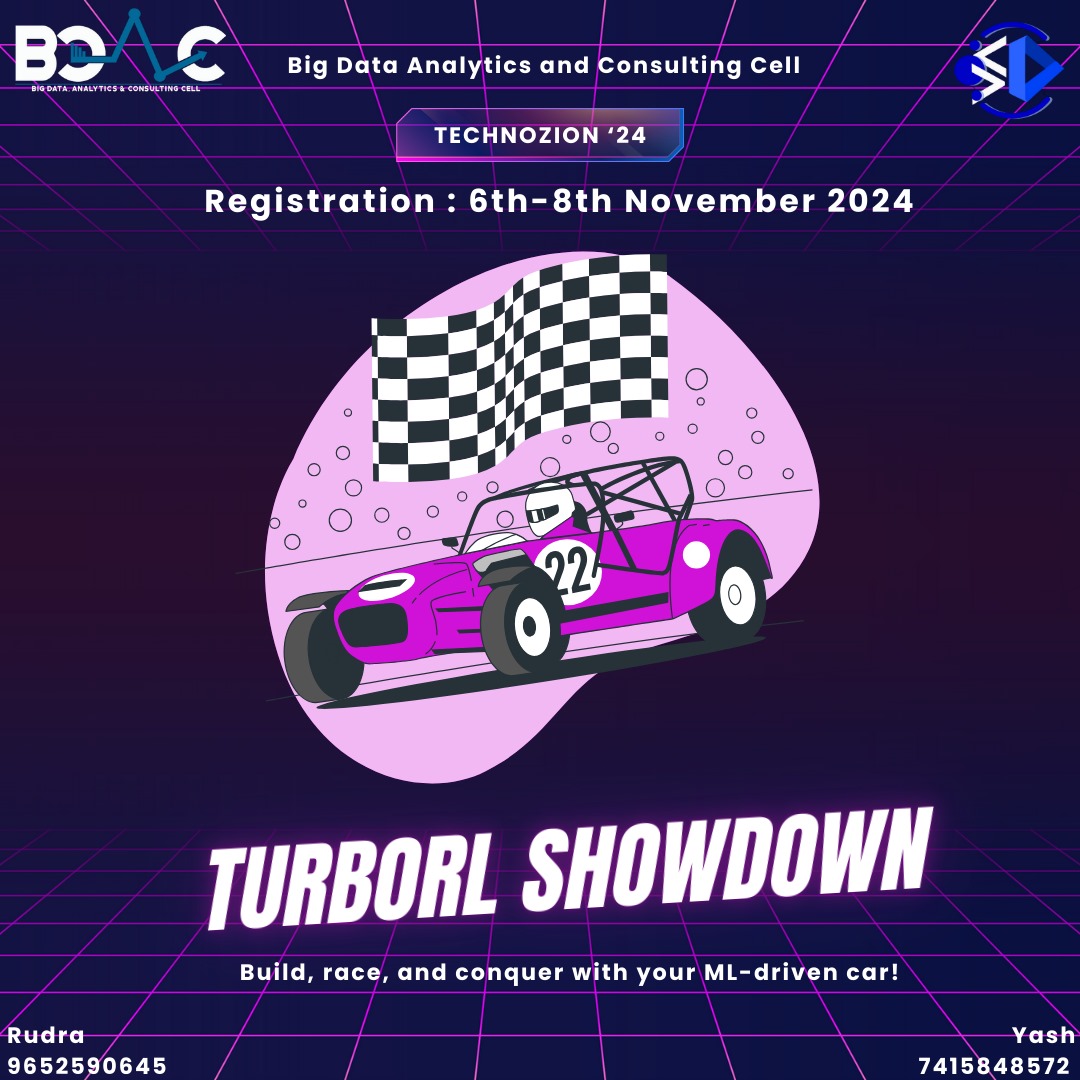 BDAC
BIG DATA, ANALYTICS & CONSULTING CELL
Big Data Analytics and Consulting Cell
TECHNOZION ‘24
Registration : 6th-8th November 2024
22
TURBORL SHOWDOWN
Build, race, and conquer with your ML-driven car!
Rudra
9652590645
Yash
7415848572